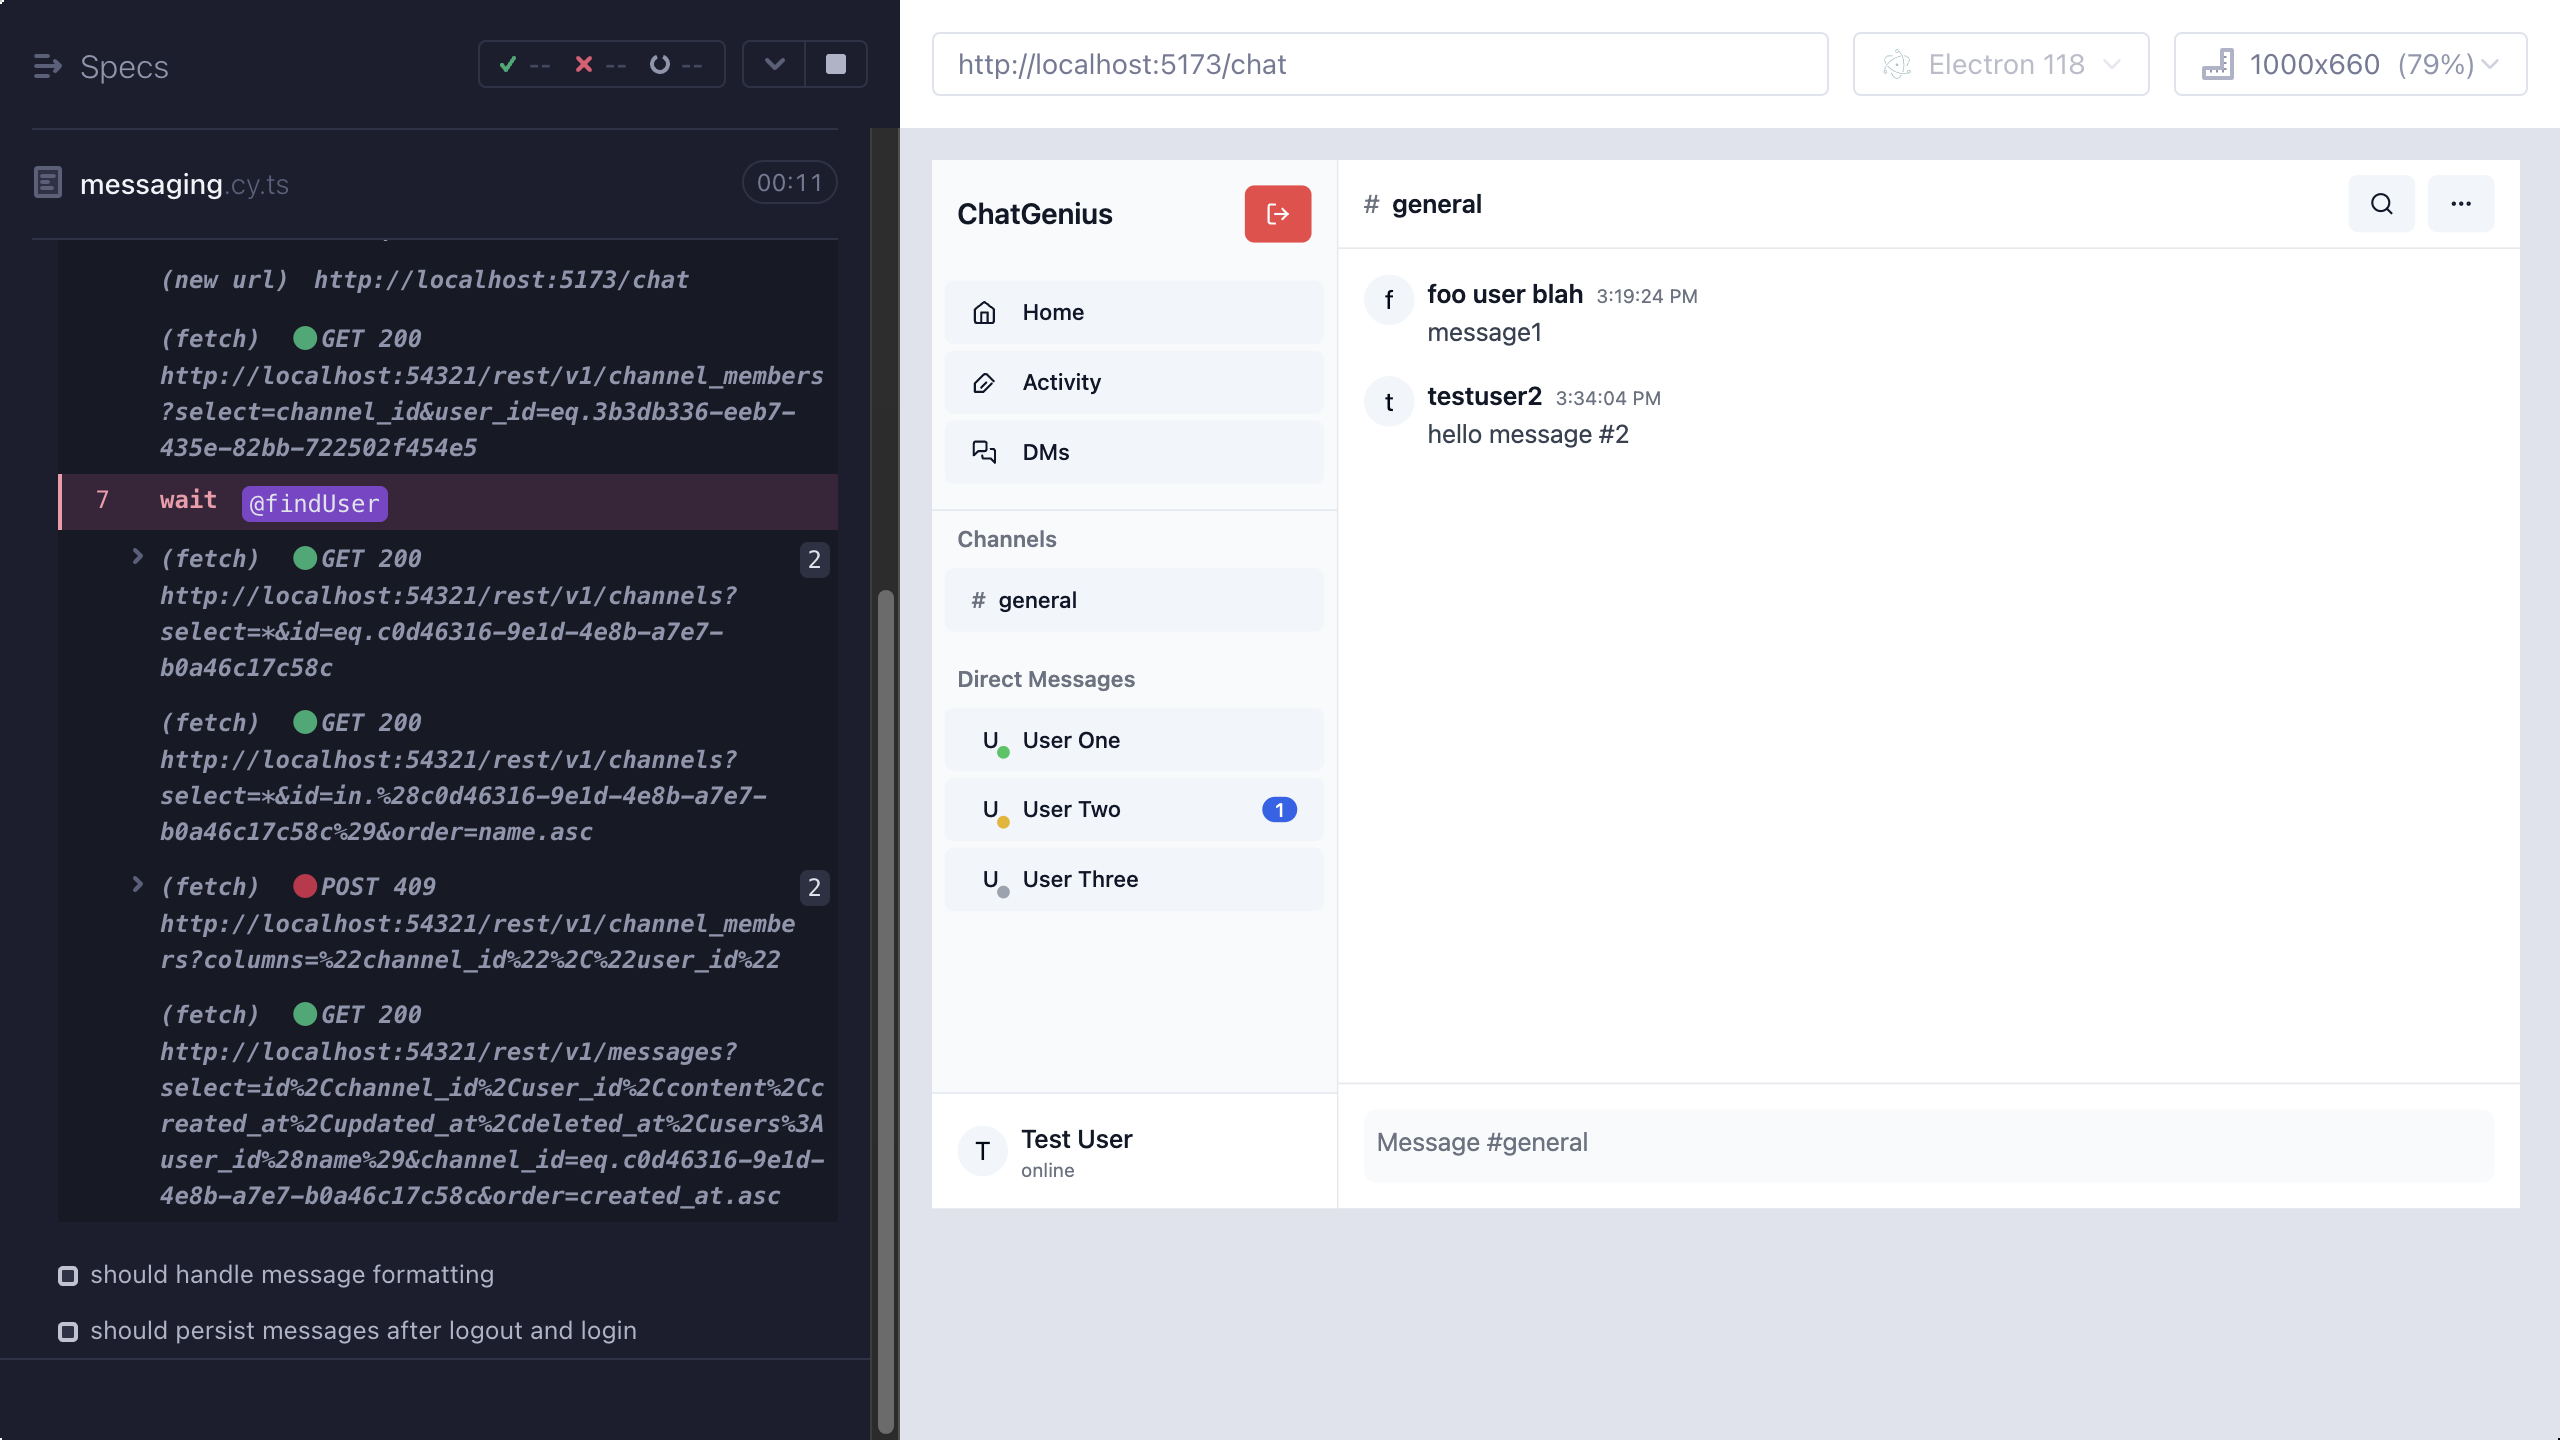 Specs
-- -- --
messaging.cy.ts 00:11
(new url) http://localhost:5173/chat
(fetch) GET 200
http://localhost:54321/rest/v1/channel_members
?select=channel_id&user_id=eq.3b3db336-eeb7-
435e-82bb-722502f454e5
7 wait @findUser
(fetch) GET 200 2
http://localhost:54321/rest/v1/channels?
select=*&id=eq.c0d46316-9e1d-4e8b-a7e7-
b0a46c17c58c
(fetch) GET 200
http://localhost:54321/rest/v1/channels?
select=*&id=in.%28c0d46316-9e1d-4e8b-a7e7-
b0a46c17c58c%29&order=name.asc
(fetch) POST 409 2
http://localhost:54321/rest/v1/channel_membe
rs?columns=%22channel_id%22%2C%22user_id%22
(fetch) GET 200
http://localhost:54321/rest/v1/messages?
select=id%2Cchannel_id%2Cuser_id%2Ccontent%2Cc
reated_at%2Cupdated_at%2Cdeleted_at%2Cusers%3A
user_id%28name%29&channel_id=eq.c0d46316-9e1d-
4e8b-a7e7-b0a46c17c58c&order=created_at.asc
should handle message formatting
should persist messages after logout and login
http://localhost:5173/chat
Electron 118
1000x660 (79%)
ChatGenius
Home
Activity
DMs
Channels
# general
Direct Messages
U User One
U User Two 1
U User Three
T Test User
online
# general
f foo user blah 3:19:24 PM
message1
t testuser2 3:34:04 PM
hello message #2
Message #general